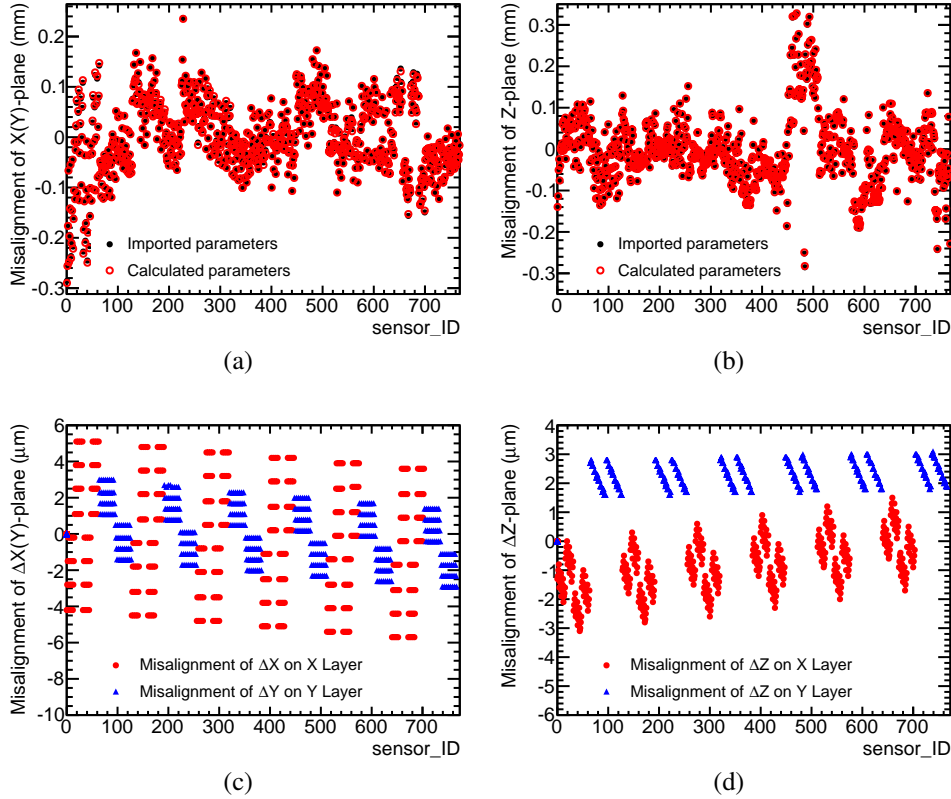 Misalignment of X(Y)-plane (mm)
0.2
0.1
0
-0.1
-0.2
-0.3
Imported parameters
Calculated parameters
0 100 200 300 400 500 600 700
sensor_ID
(a)
Misalignment of Z-plane (mm)
0.3
0.2
0.1
0
-0.1
-0.2
-0.3
Imported parameters
Calculated parameters
0 100 200 300 400 500 600 700
sensor_ID
(b)
Misalignment of ΔX(Y)-plane (μm)
6
4
2
0
-2
-4
-6
-8
-10
Misalignment of ΔX on X Layer
Misalignment of ΔY on Y Layer
0 100 200 300 400 500 600 700
sensor_ID
(c)
Misalignment of ΔZ-plane (μm)
4
3
2
1
0
-1
-2
-3
-4
-5
-6
Misalignment of ΔZ on X Layer
Misalignment of ΔZ on Y Layer
0 100 200 300 400 500 600 700
sensor_ID
(d)